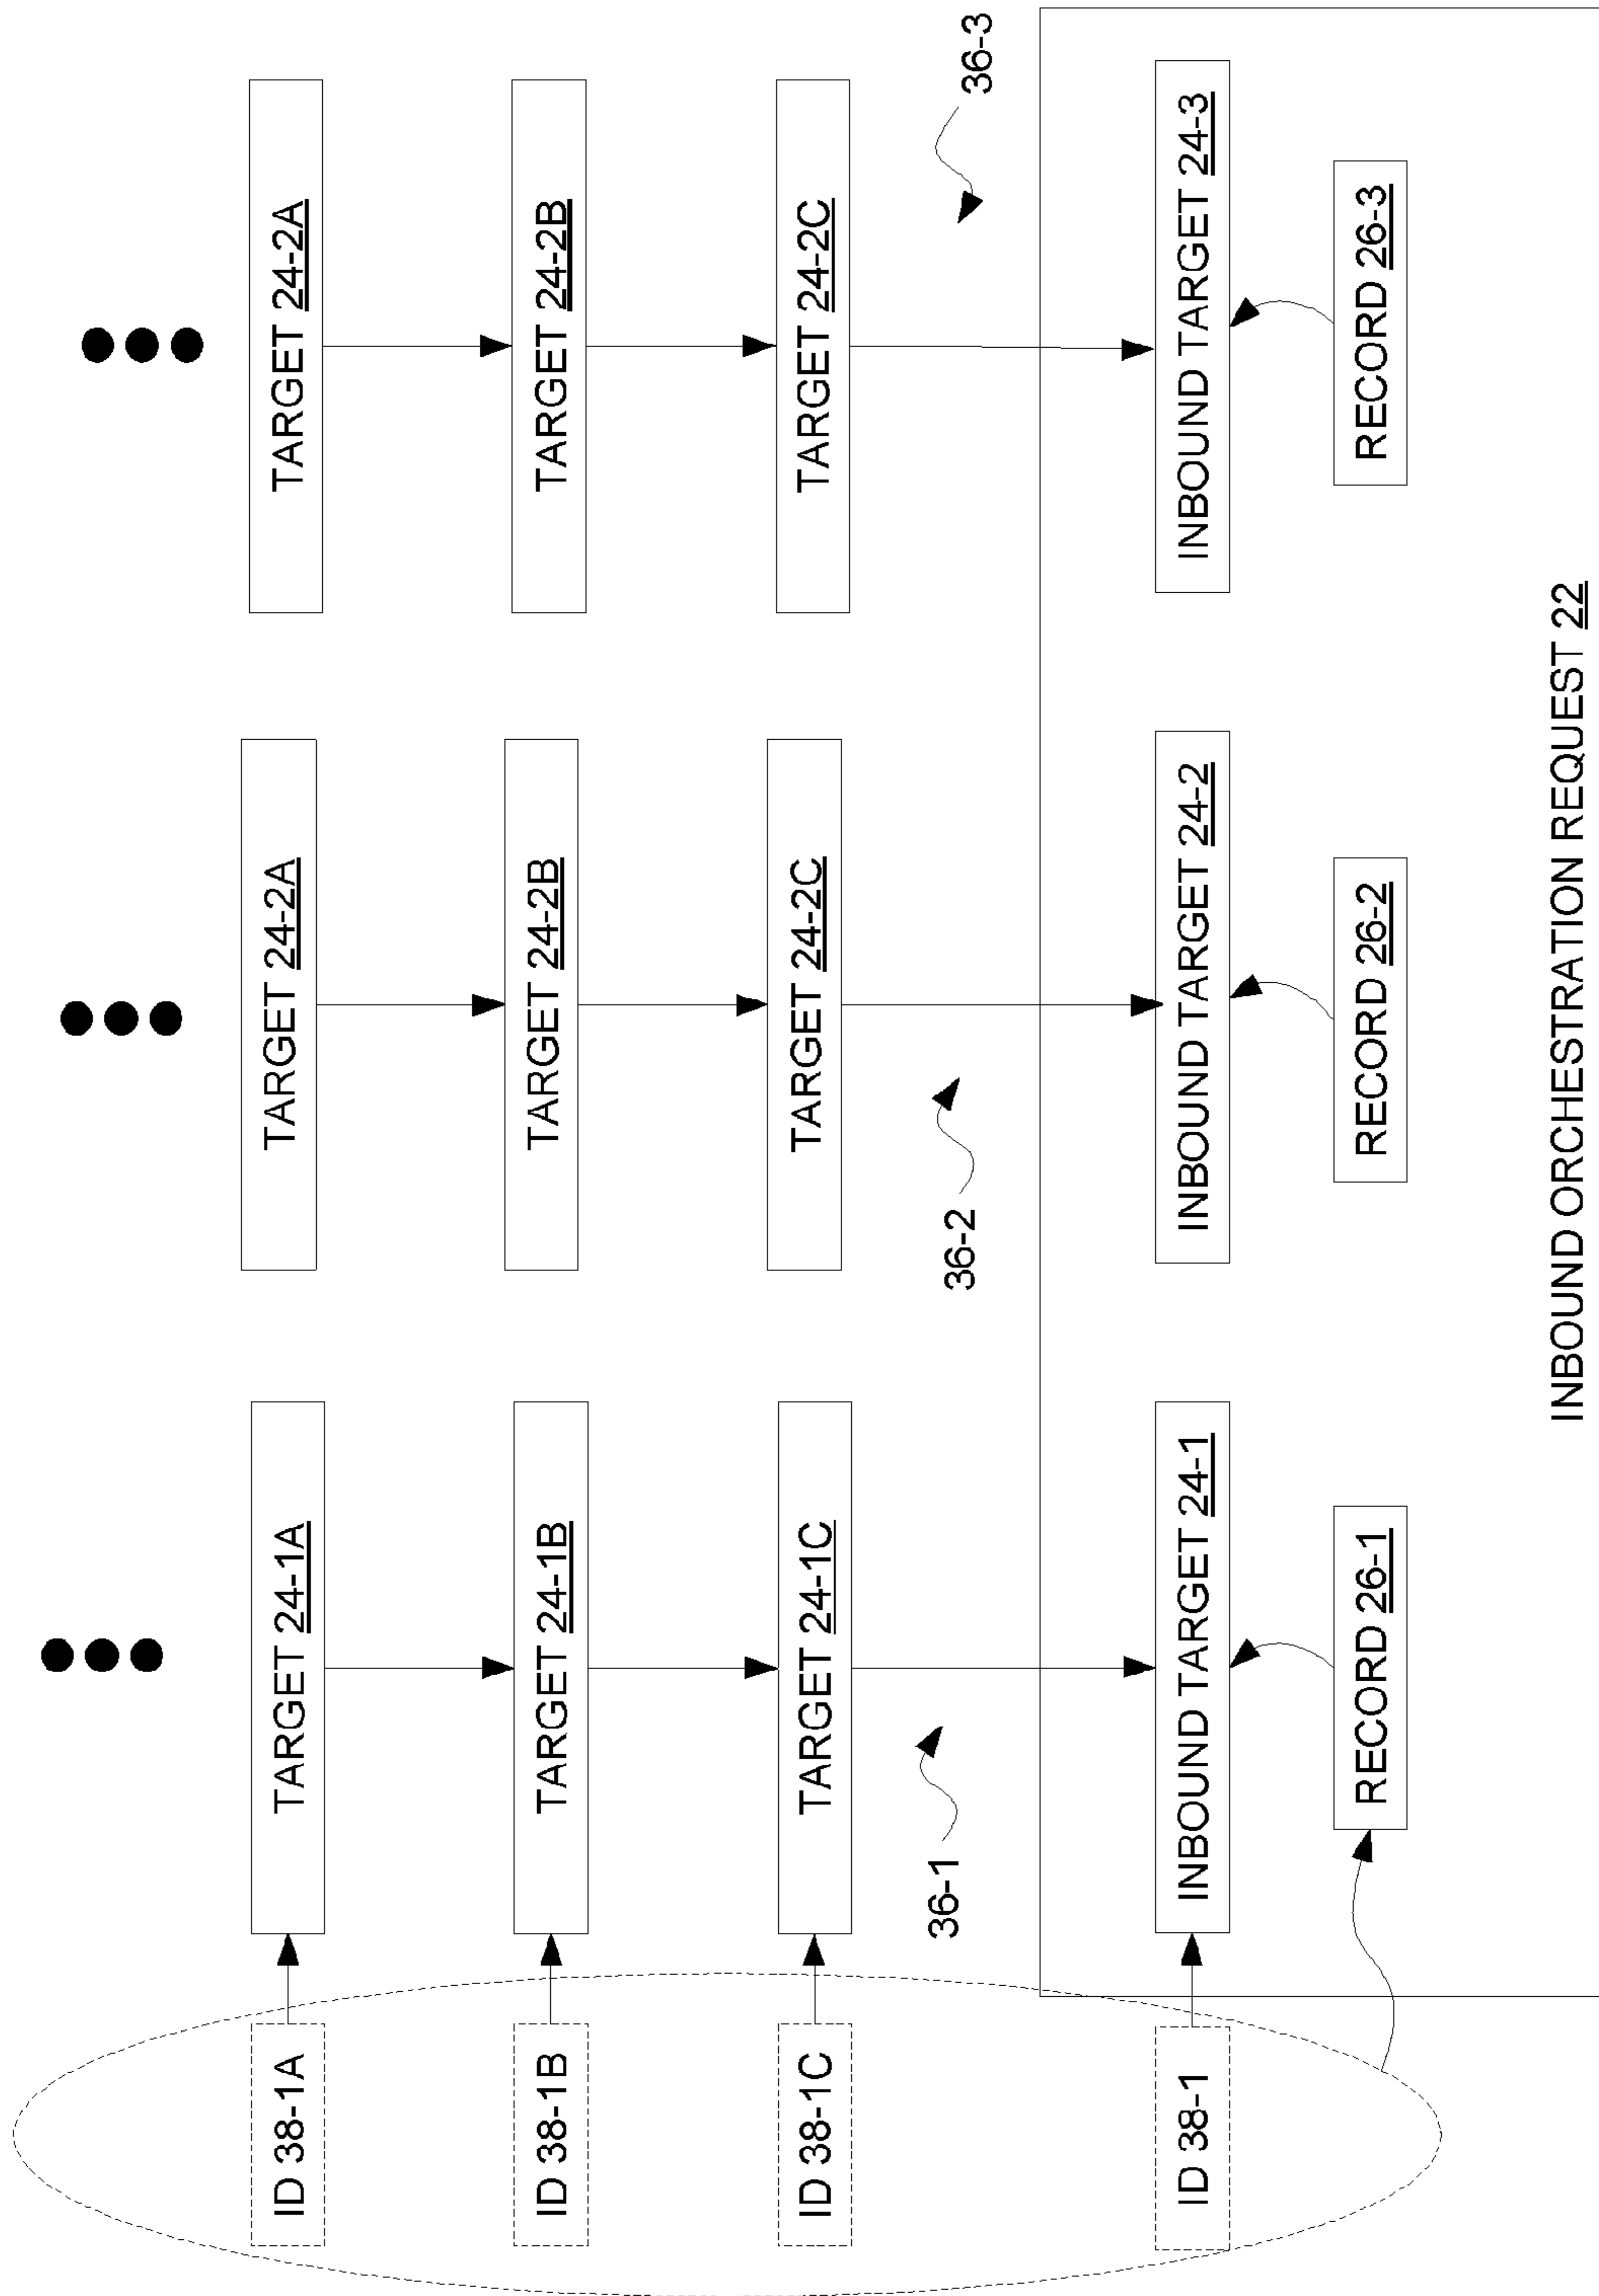 ID 38-1A
TARGET 24-1A
TARGET 24-2A
TARGET 24-2A
ID 38-1B
TARGET 24-1B
TARGET 24-2B
TARGET 24-2B
ID 38-1C
TARGET 24-1C
TARGET 24-2C
TARGET 24-2C
36-1
36-2
36-3
ID 38-1
INBOUND TARGET 24-1
INBOUND TARGET 24-2
INBOUND TARGET 24-3
RECORD 26-1
RECORD 26-2
RECORD 26-3
INBOUND ORCHESTRATION REQUEST 22